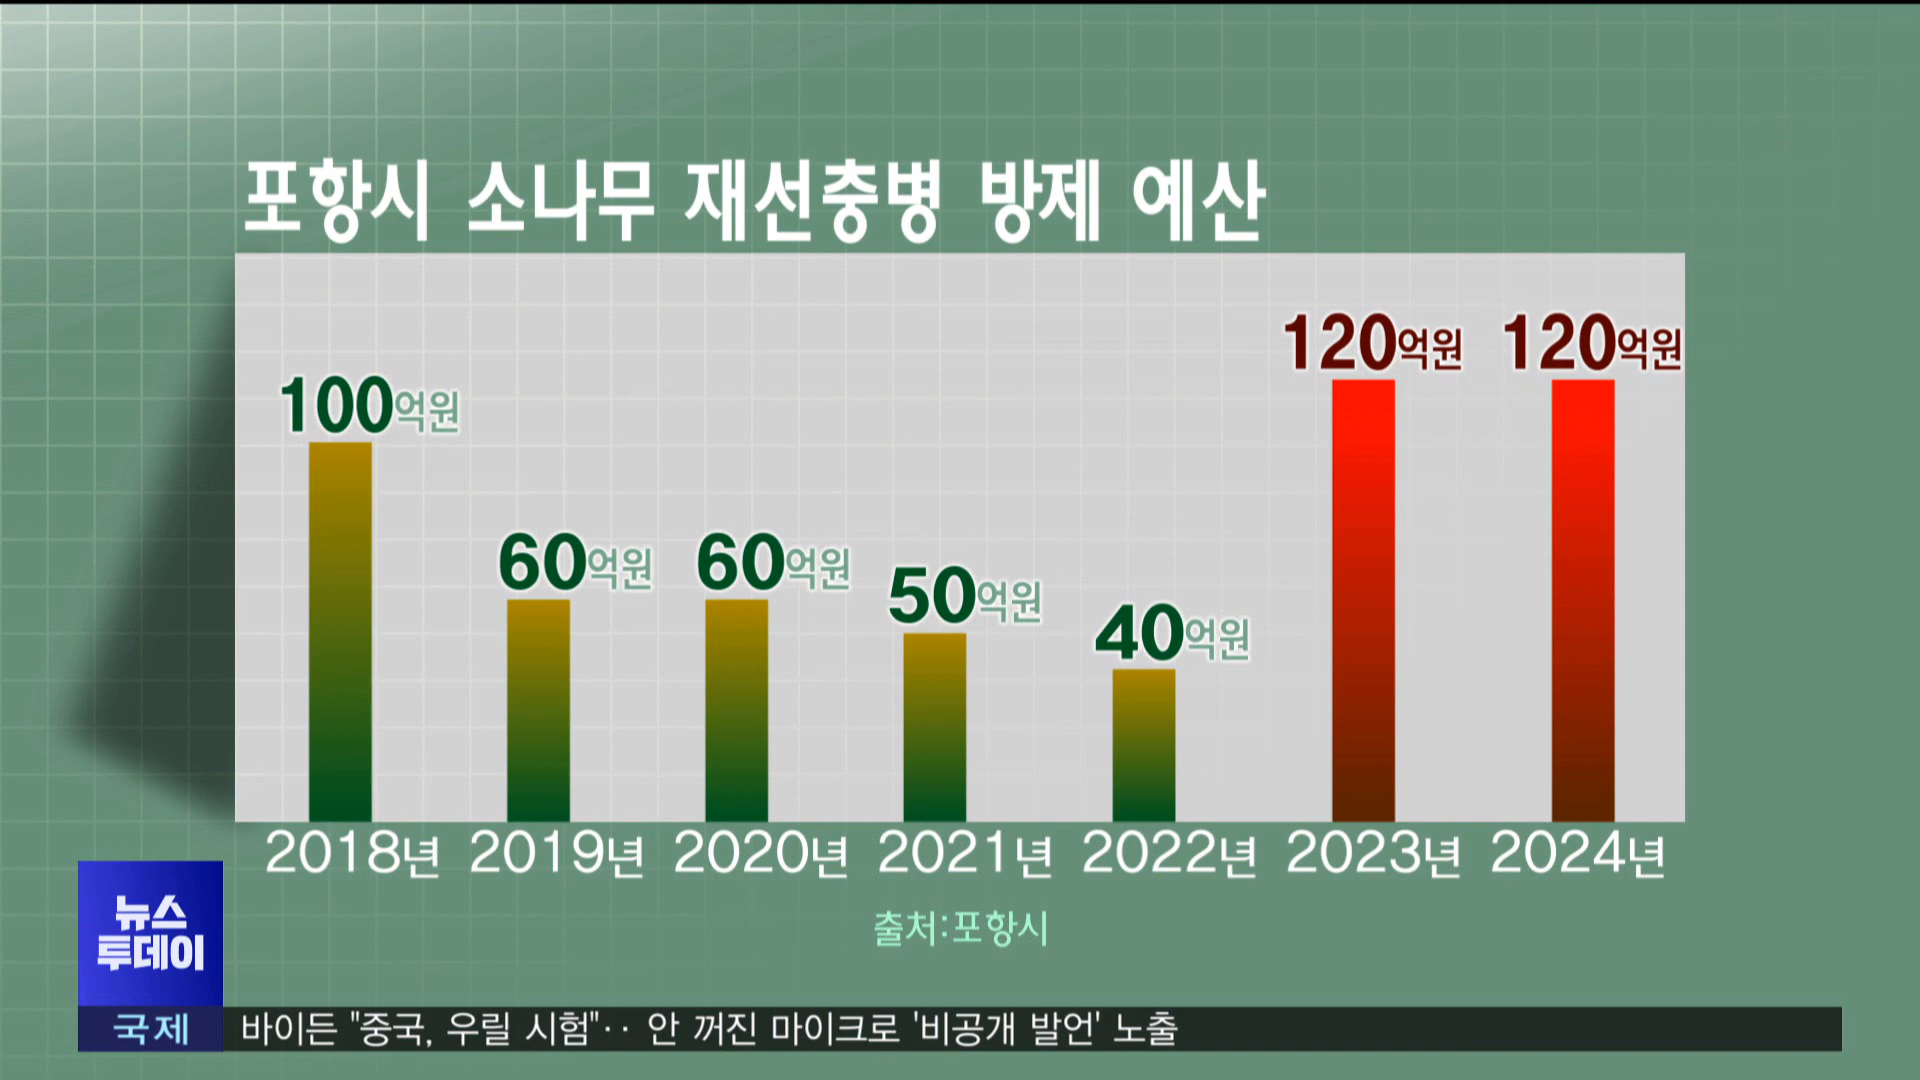 포항시 소나무 재선충병 방제 예산
100억원
60억원
60억원
50억원
40억원
120억원
120억원
2018년 2019년 2020년 2021년 2022년 2023년 2024년
출처:포항시
뉴스
투데이
국제
바이든 "중국, 우릴 시험"·· 안 꺼진 마이크로 '비공개 발언' 노출